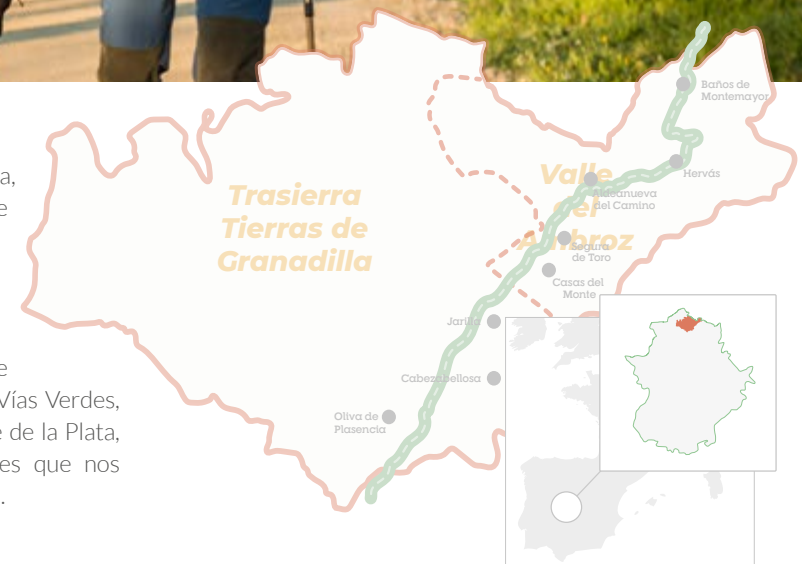 a,
e
e
Vías Verdes,
e de la Plata,
es que nos
.
Trasierra
Tierras de
Granadilla
Valle
del
Ambroz
Baños de
Montemayor
Hervás
Aldeanueva
del Camino
Segura
de Toro
Casas del
Monte
Jarilla
Cabezabellosa
Oliva de
Plasencia